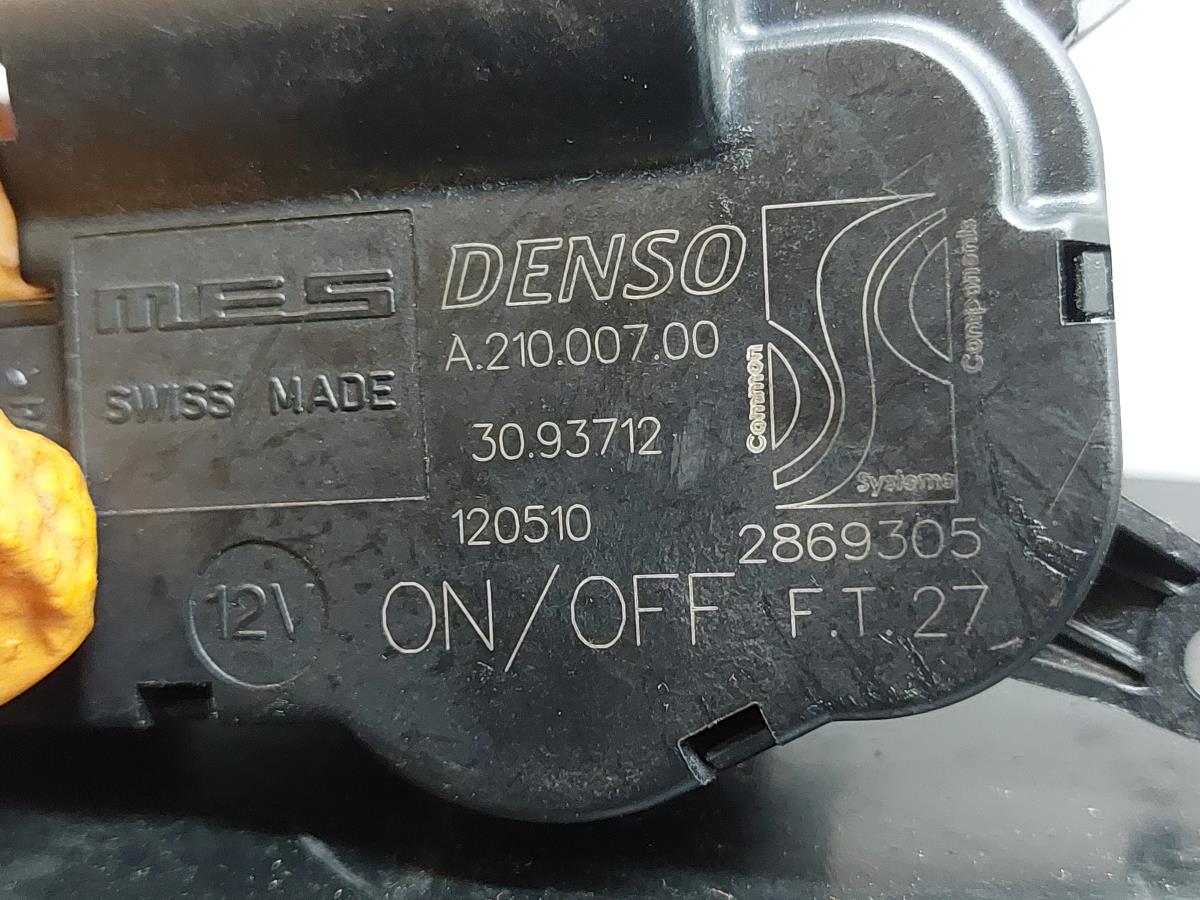 MES
SWISS MADE
DENSO
A.210.007.00
30.93712
120510
12V
ON/OFF
F.T.27
Common
Systems
Components
2869305